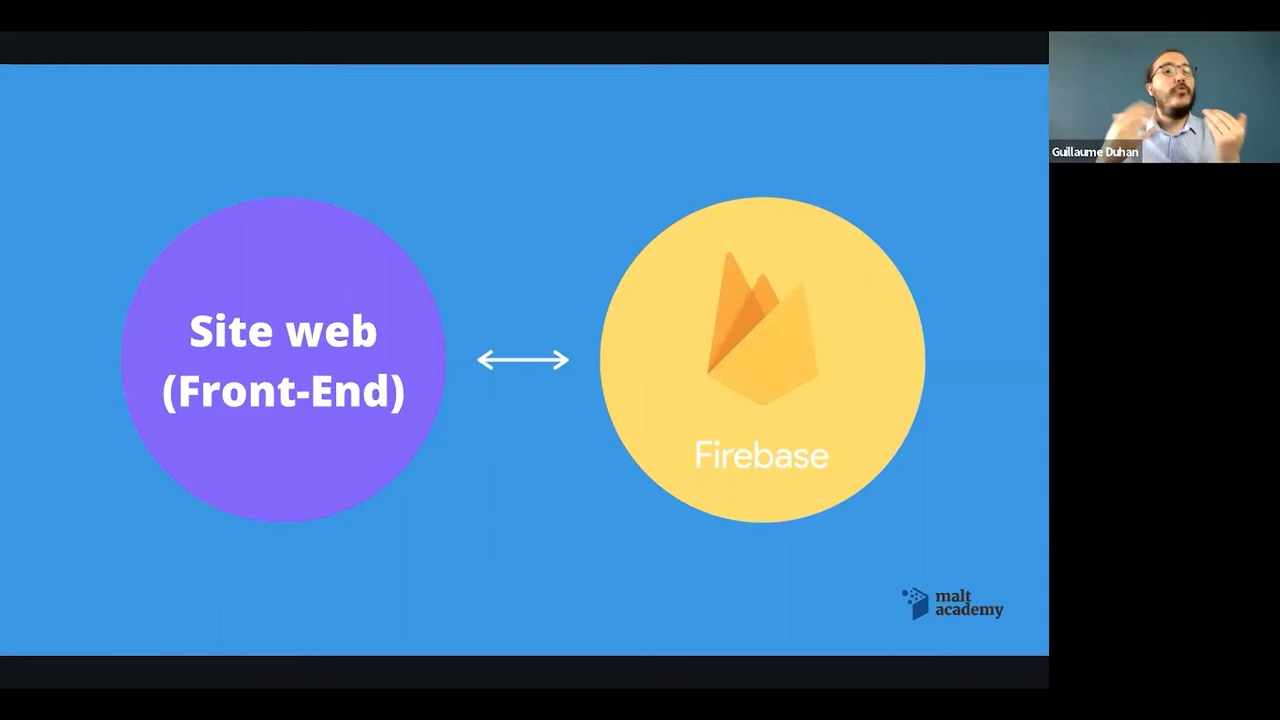 Site web
(Front-End)
Firebase
malt
academy
Guillaume Duhan